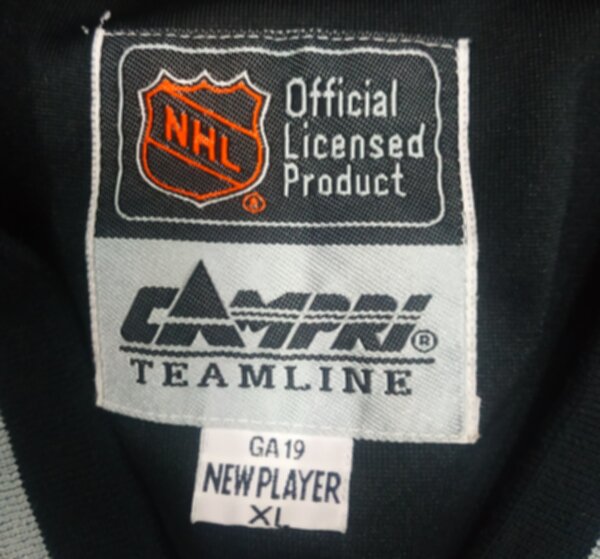 NHL
Official
Licensed
Product
CAMPRI ®
TEAMLINE
GA 19
NEW PLAYER
XL